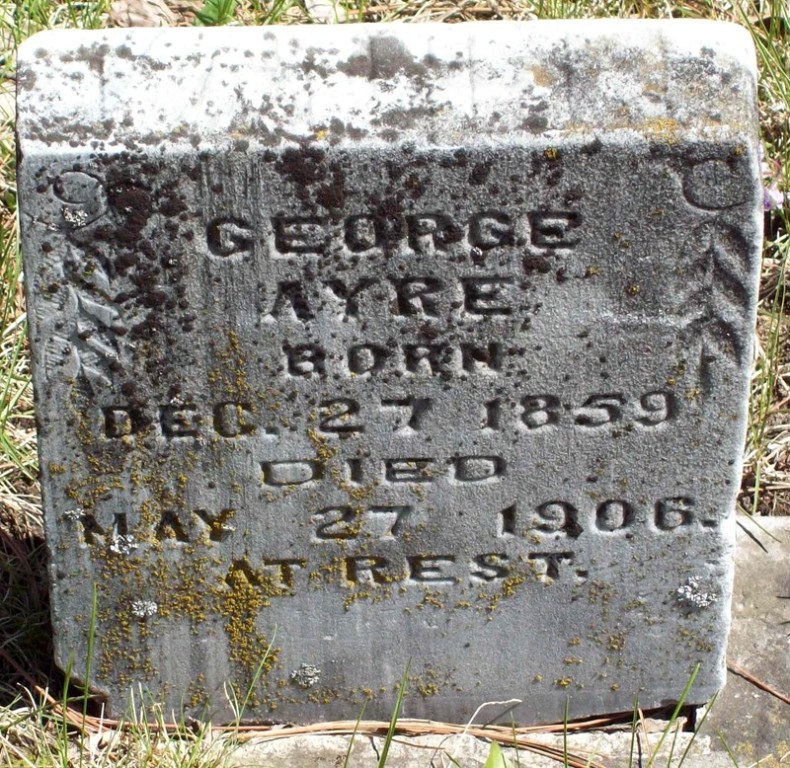 GEORGE
AYRE
BORN
DEC. 27 1859
DIED
MAY 27 1906.
AT REST.